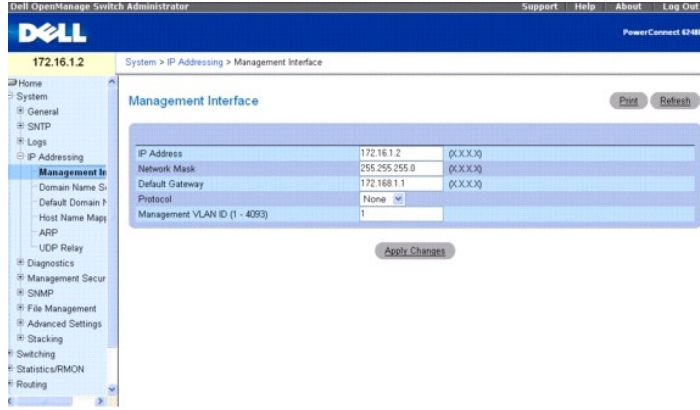 Dell OpenManage Switch Administrator Support Help About Log Out
DELL
PowerConnect 6248
172.16.1.2
System > IP Addressing > Management Interface
Home
System
General
SNTP
Logs
IP Addressing
Management In
Domain Name S
Default Domain N
Host Name Mapp
ARP
UDP Relay
Diagnostics
Management Secur
SNMP
File Management
Advanced Settings
Stacking
Switching
Statistics/RMON
Routing
Management Interface
Print Refresh
IP Address 172.16.1.2 (X.X.X.X)
Network Mask 255.255.255.0 (X.X.X.X)
Default Gateway 172.168.1.1 (X.X.X.X)
Protocol None
Management VLAN ID (1 - 4093) 1
Apply Changes